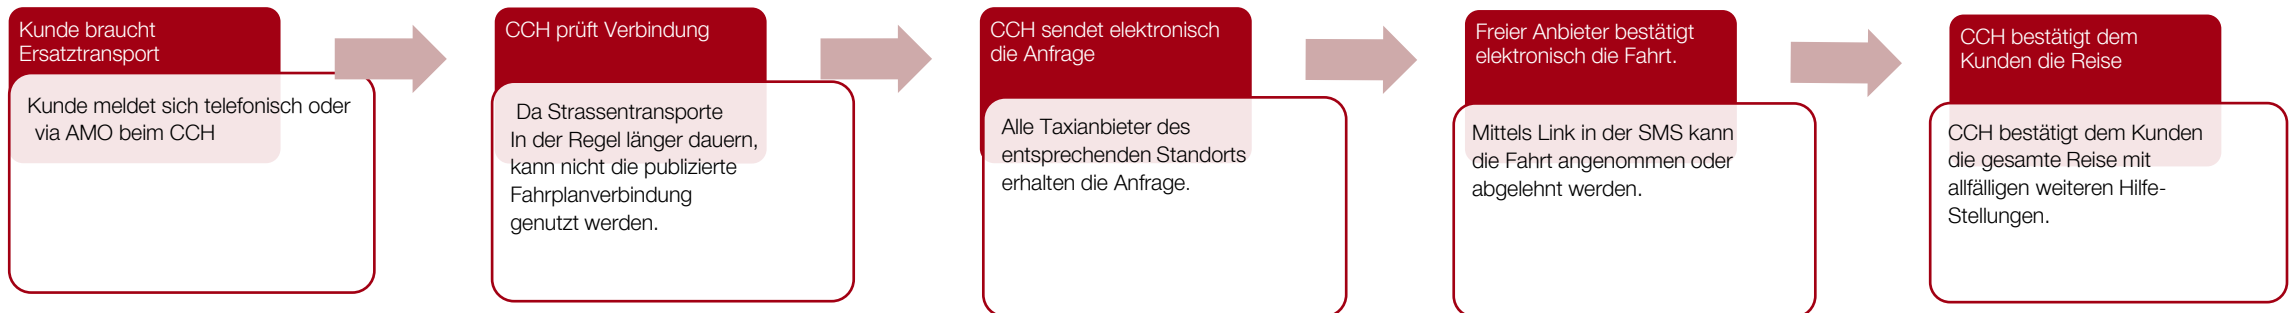 Kunde braucht
Ersatztransport
Kunde meldet sich telefonisch oder
via AMO beim CCH
CCH prüft Verbindung
Da Strassentransporte
In der Regel länger dauern,
kann nicht die publizierte
Fahrplanverbindung
genutzt werden.
CCH sendet elektronisch
die Anfrage
Alle Taxianbieter des
entsprechenden Standorts
erhalten die Anfrage.
Freier Anbieter bestätigt
elektronisch die Fahrt.
Mittels Link in der SMS kann
die Fahrt angenommen oder
abgelehnt werden.
CCH bestätigt dem
Kunden die Reise
CCH bestätigt dem Kunden
die gesamte Reise mit
allfälligen weiteren Hilfe-
Stellungen.